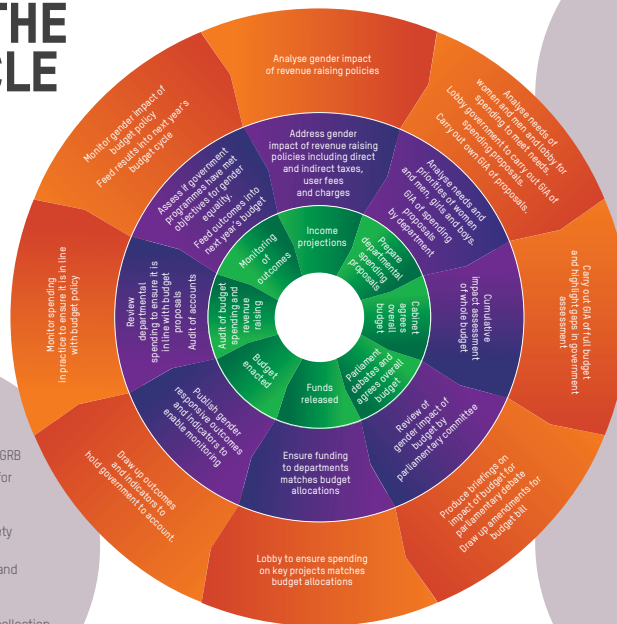 THE
CLE
Analyse gender impact
of revenue raising policies
Analyse needs of
women and men and lobby for
spending to meet needs.
Lobby government to carry out GIA of
spending proposals.
Carry out own GIA of proposals.
Carry out GIA of full budget
and highlight gaps in government
assessment
Produce briefings on
impact of budget for
parliamentary debate
Draw up amendments for
budget bill
Lobby to ensure spending
on key projects matches
budget allocations
Draw up outcomes
and indicators to
hold government to account.
Monitor spending
in practice to ensure it is in line
with budget policy
Monitor gender impact of
budget policy
Feed results into next year's
budget cycle
Address gender
impact of revenue raising
policies including direct
and indirect taxes,
user fees
and charges
Analyse needs and
priorities of women
and men, girls and boys.
GIA of spending
proposals
by department
Cumulative
impact assessment
of whole budget
Review of
gender impact of
budget by
parliamentary committee
Ensure funding
to departments
matches budget
allocations
Publish gender
responsive outcomes
and indicators to
enable monitoring
Review
departmental
spending to ensure it is
in line with budget
proposals
Audit of accounts
Assess if government
programmes have met
objectives for gender
equality.
Feed outcomes into
next year's budget
Income
projections
Prepare
departmental
spending
proposals
Cabinet
agrees
overall
budget
Parliament
debates and
agrees overall
budget
Funds
released
Budget
enacted
Audit of budget
spending and
revenue
raising
Monitoring
of
outcomes
GRB
for
ety
and
collection